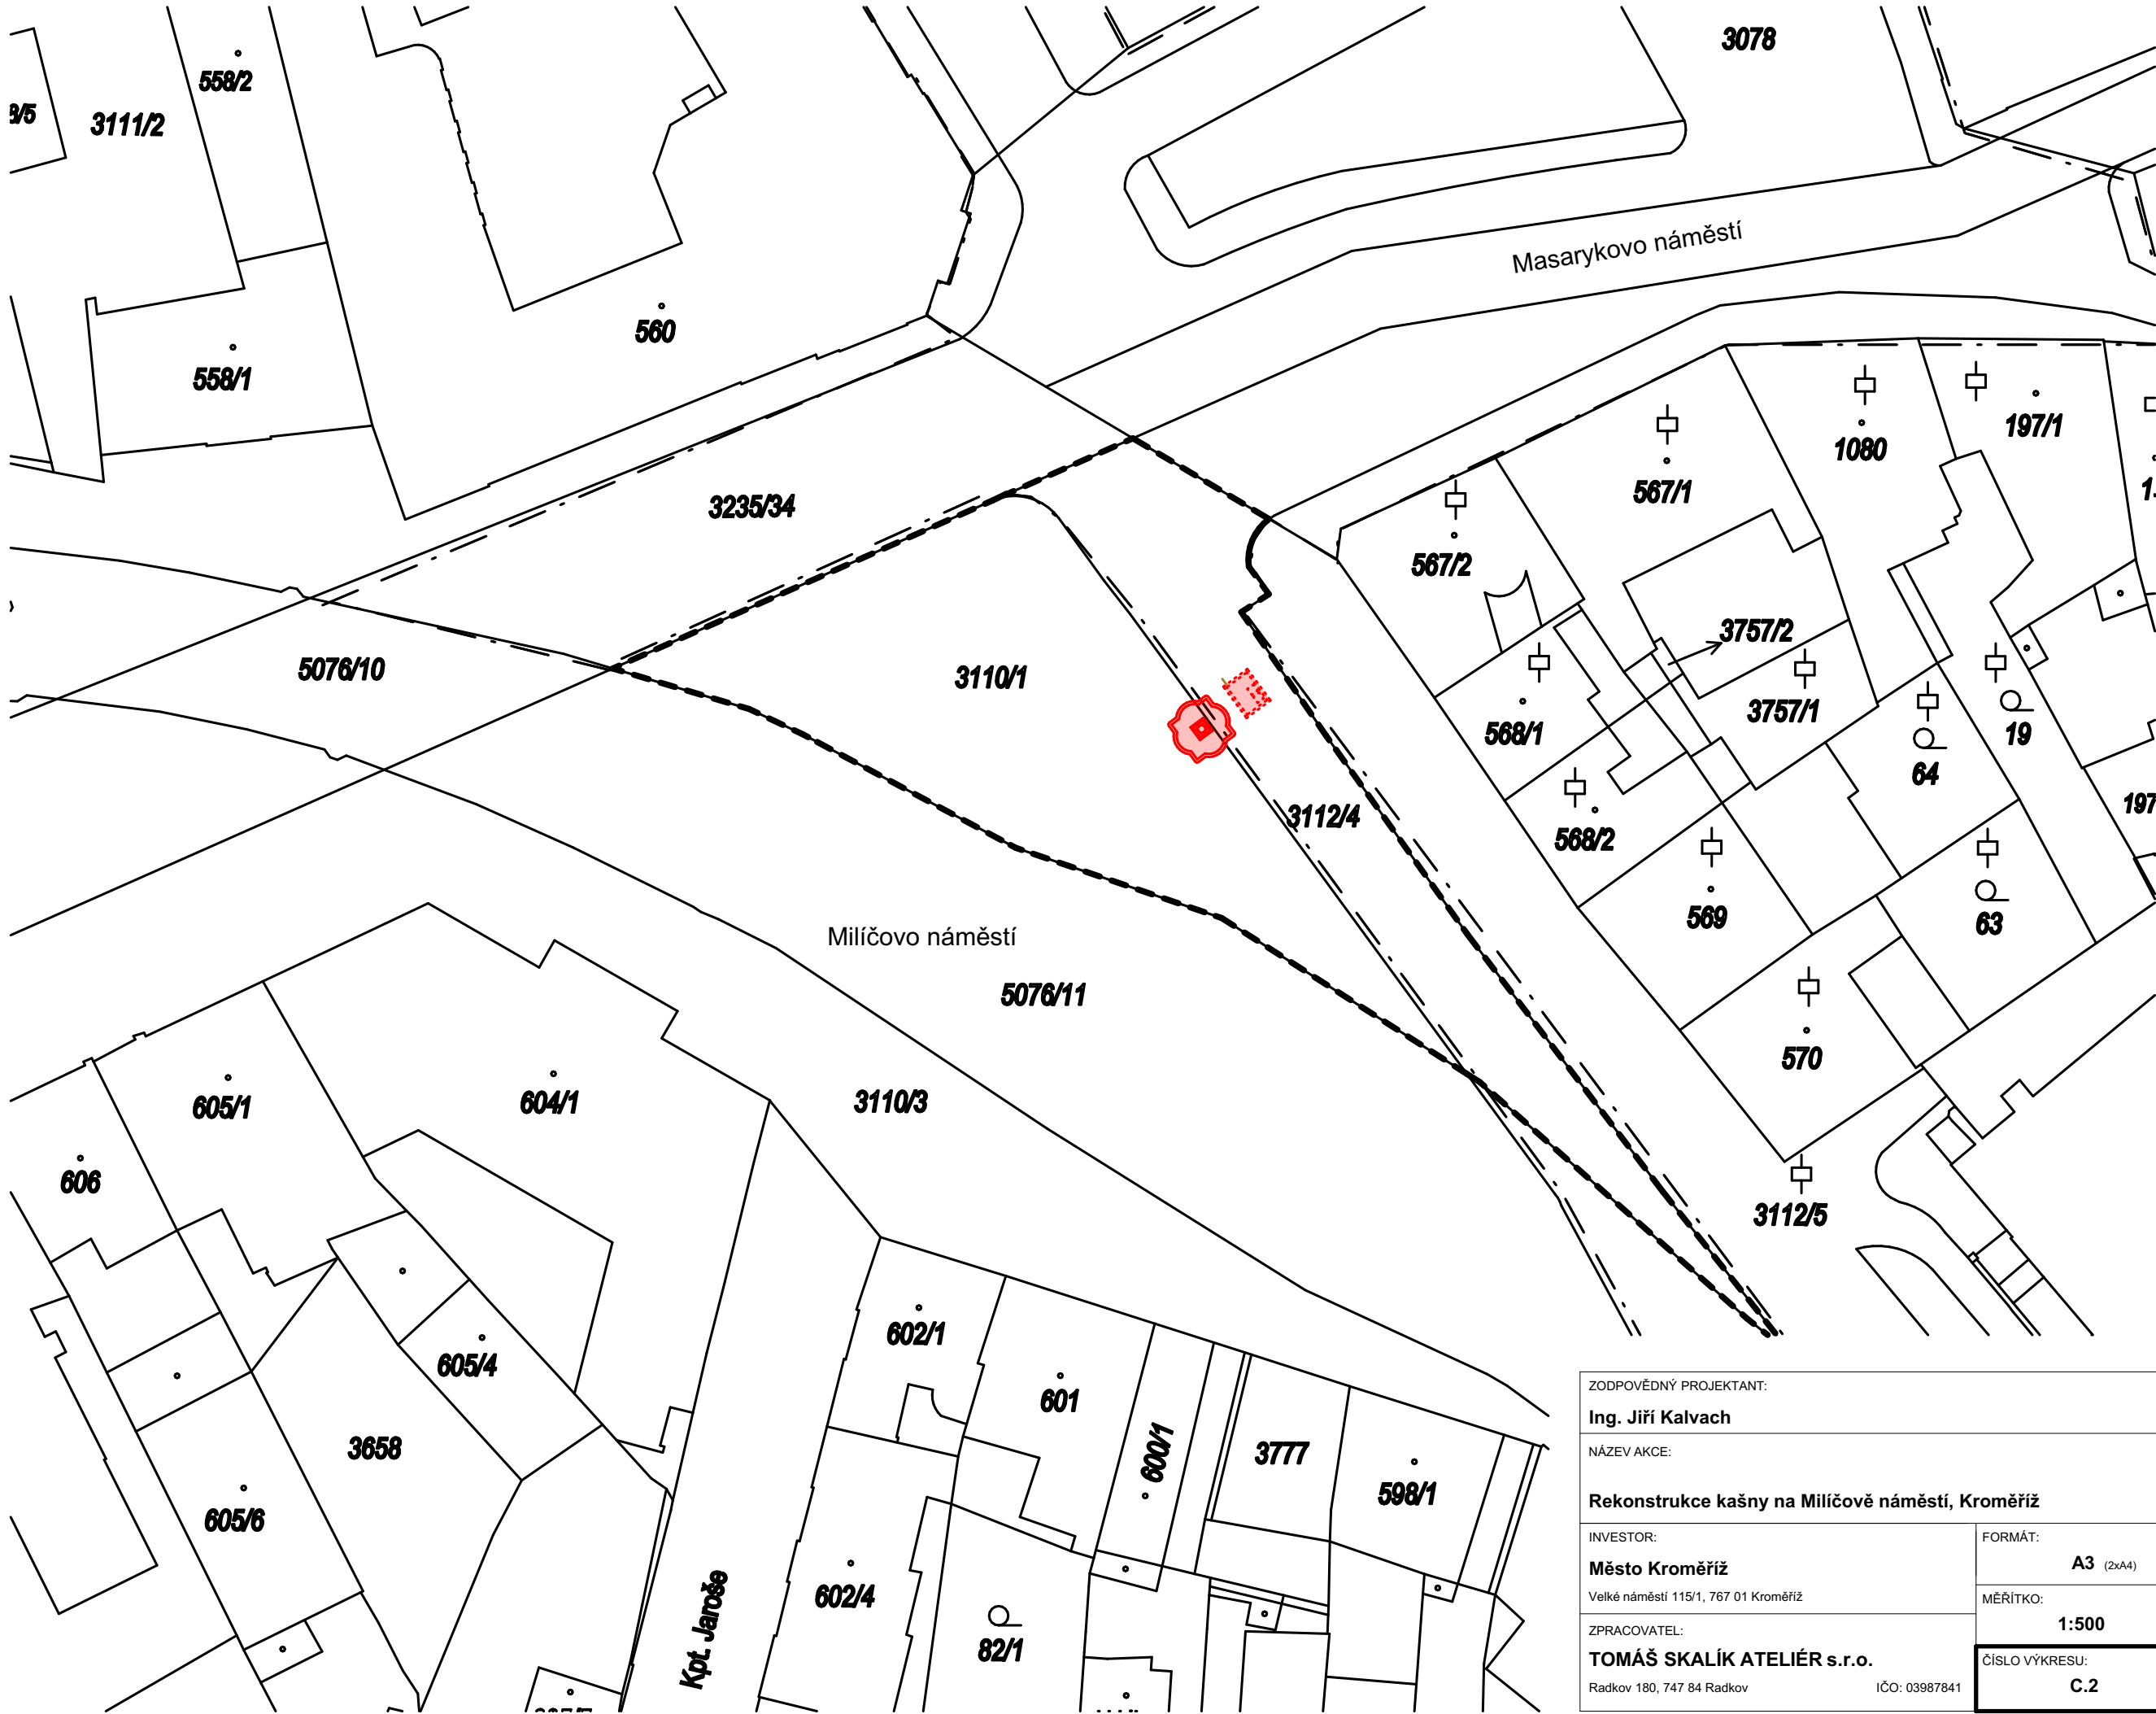 3078
558/2
3111/2
Masarykovo náměstí
560
558/1
197/1
1080
567/1
3235/34
567/2
3757/2
5076/10
3110/1
3757/1
568/1
19
64
3112/4
568/2
569
63
Milíčovo náměstí
5076/11
570
605/1
604/1
3110/3
606
3112/5
602/1
605/4
601
600/1
3777
3658
598/1
605/6
602/4
Kpt. Jaroše
82/1
ZODPOVĚDNÝ PROJEKTANT:
Ing. Jiří Kalvach
NÁZEV AKCE:
Rekonstrukce kašny na Milíčově náměstí, Kroměříž
INVESTOR:
Město Kroměříž
Velké náměstí 115/1, 767 01 Kroměříž
FORMÁT:
A3 (2xA4)
MĚŘÍTKO:
1:500
ZPRACOVATEL:
TOMÁŠ SKALÍK ATELIÉR s.r.o.
Radkov 180, 747 84 Radkov IČO: 03987841
ČÍSLO VÝKRESU:
C.2